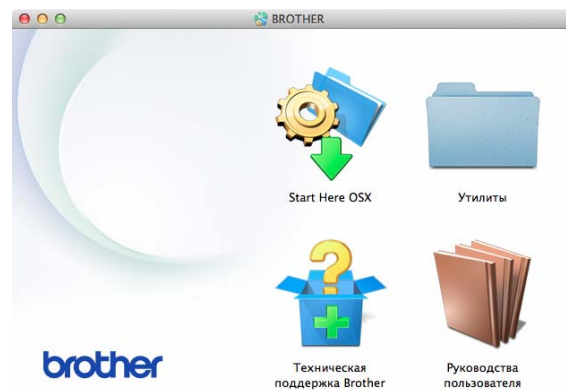 BROTHER
Start Here OSX
Утилиты
Техническая
поддержка Brother
Руководства
пользователя
brother